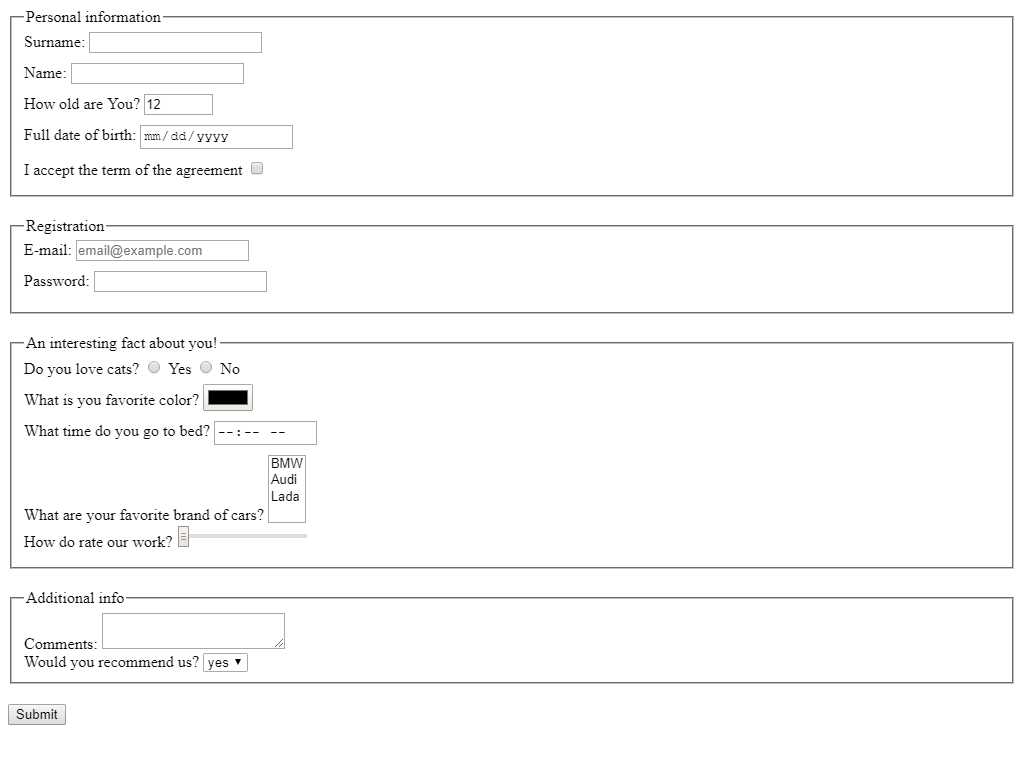 Personal information
Surname:
Name:
How old are You? 12
Full date of birth: mm/dd/yyyy
I accept the term of the agreement
Registration
E-mail: email@example.com
Password:
An interesting fact about you!
Do you love cats? Yes No
What is you favorite color?
What time do you go to bed? --:-- --
BMW
Audi
Lada
What are your favorite brand of cars?
How do rate our work?
Additional info
Comments:
Would you recommend us? yes
Submit